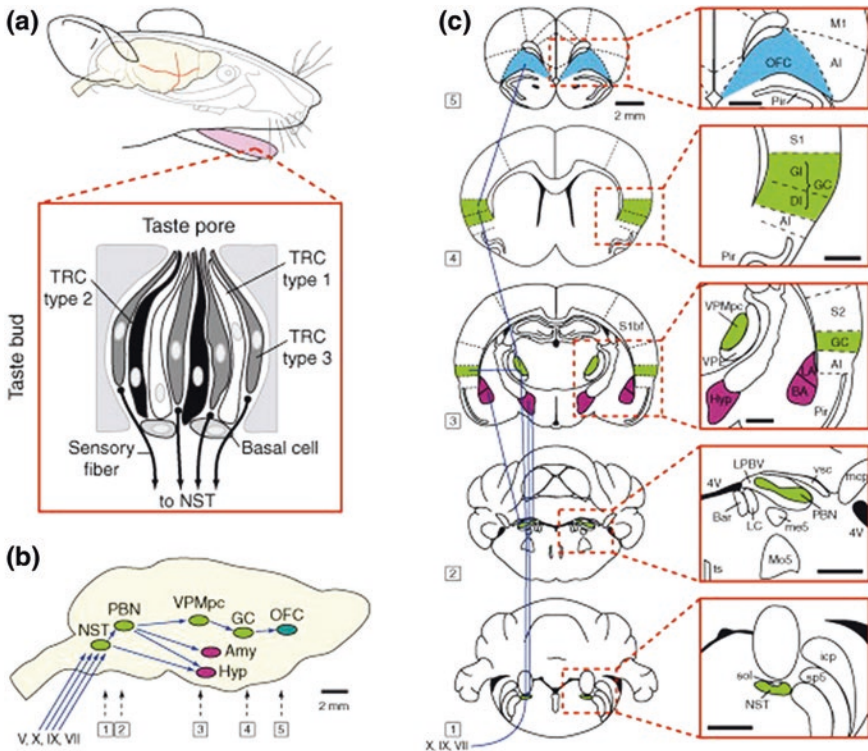 (a)
Taste pore
TRC
type 2
TRC
type 1
TRC
type 3
Taste bud
Sensory
fiber
Basal cell
to NST
(b)
PBN
VPMpc
GC
OFC
NST
Amy
Hyp
2 mm
V, X, IX, VII
1
2
3
4
5
(c)
5
2 mm
M1
AI
OFC
Pir
4
S1
GI
GC
DI
AI
Pir
3
S1bf
VPMpc
S2
VPL
GC
LA
AI
BA
Hyp
Pir
2
LPBV
vsc
mcp
4V
Bar
LC
me5
PBN
4V
Mo5
ts
1
X, IX, VII
icp
sol
sp5
NST